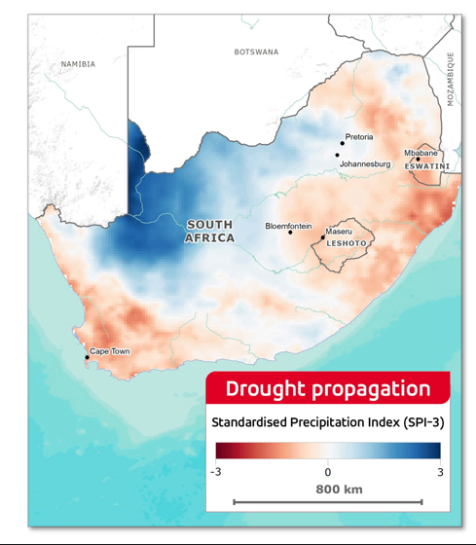 BOTSWANA
NAMIBIA
MOZAMBIQUE
Pretoria
Johannesburg
Mbabane
ESWATINI
SOUTH
AFRICA
Bloemfontein
Maseru
LESHOTO
Cape Town
Drought propagation
Standardised Precipitation Index (SPI-3)
-3 0 3
800 km